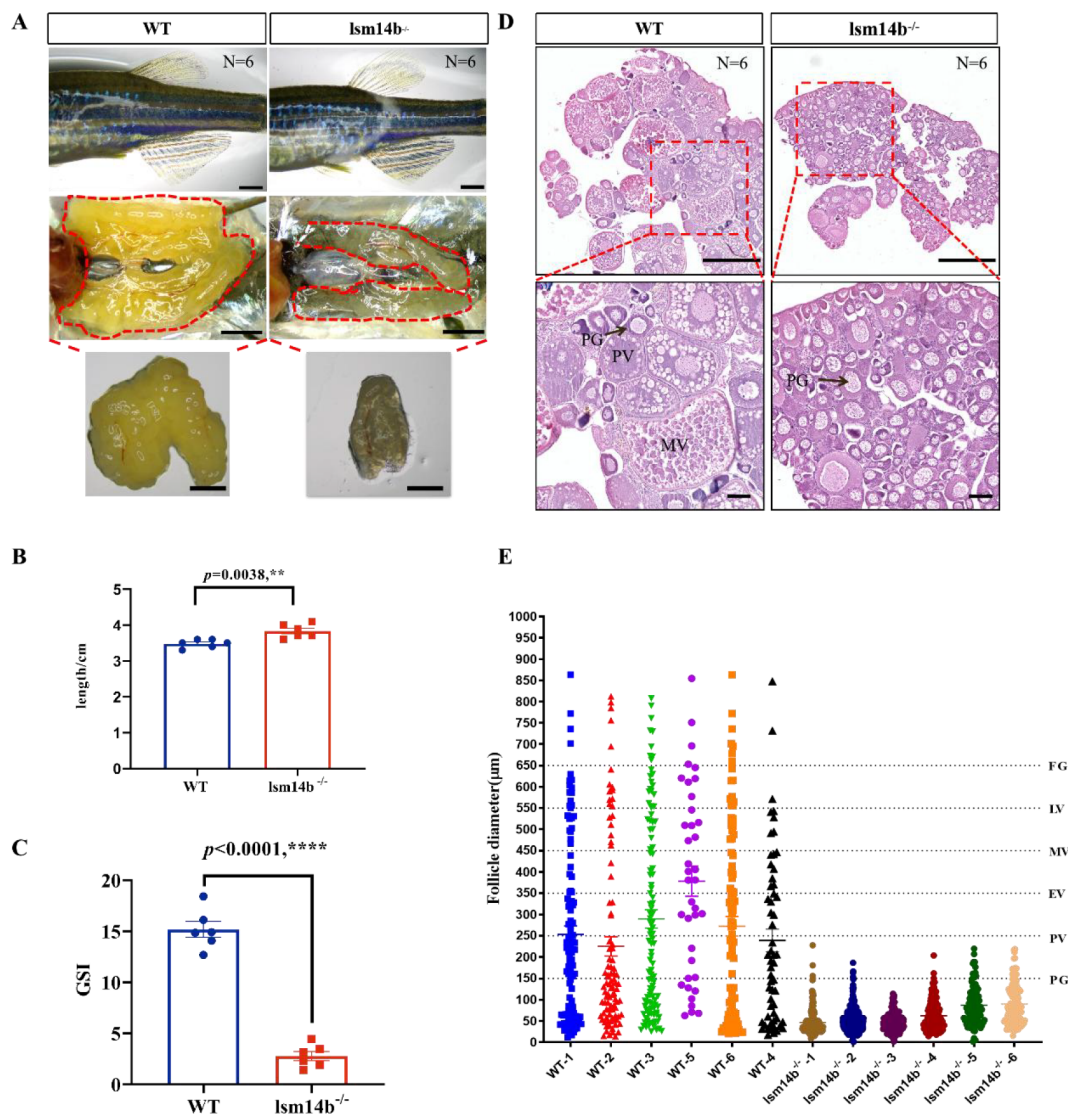 A
WT
lsm14b-/-
N=6
N=6
D
WT
lsm14b-/-
N=6
N=6
PG
PV
MV
PG
B
p=0.0038,**
length/cm
5
4
3
2
1
0
WT
lsm14b-/-
C
p<0.0001,****
GSI
20
15
10
5
0
WT
lsm14b-/-
E
Follicle diameter(μm)
1000
950
900
850
800
750
700
650
600
550
500
450
400
350
300
250
200
150
100
50
0
FG
LV
MV
EV
PV
PG
WT-1
WT-2
WT-3
WT-5
WT-6
WT-4
lsm14b-/- -1
lsm14b-/- -2
lsm14b-/- -3
lsm14b-/- -4
lsm14b-/- -5
lsm14b-/- -6